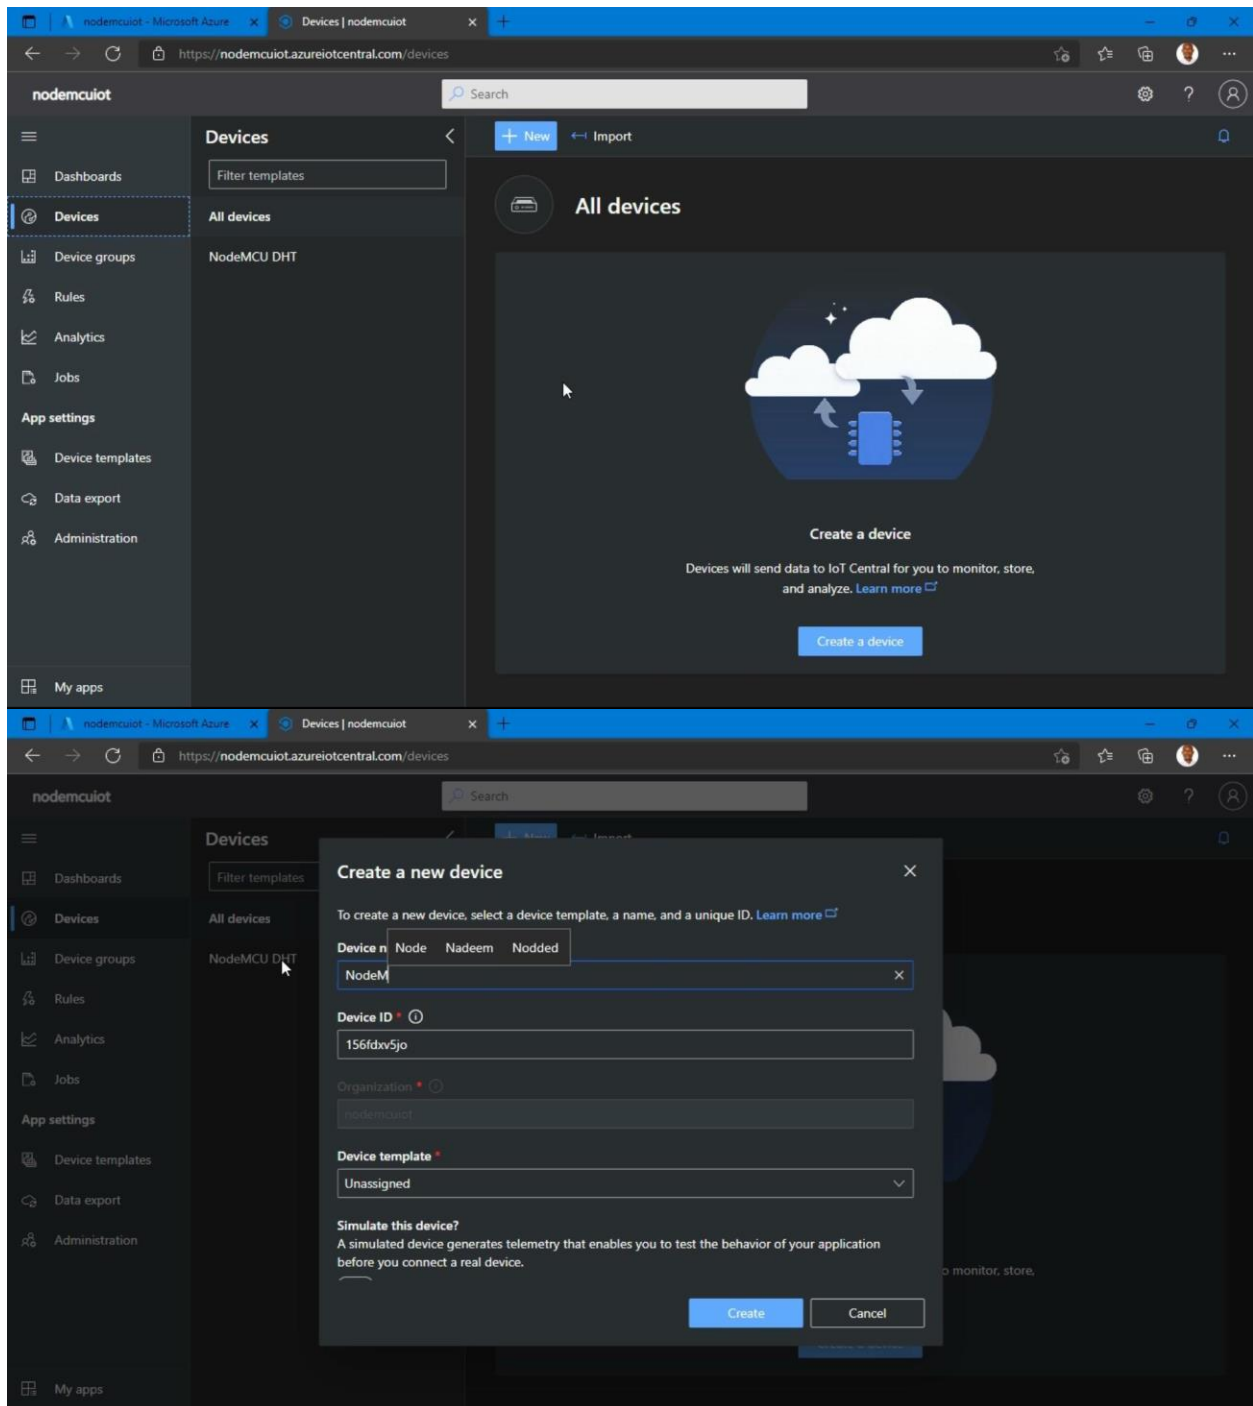 nodemcuiot - Microsoft Azure
Devices | nodemcuiot
https://nodemcuiot.azureiotcentral.com/devices
nodemcuiot
Search
?
Devices
New
Import
Dashboards
Filter templates
Devices
All devices
All devices
Device groups
NodeMCU DHT
Rules
Analytics
Jobs
App settings
Device templates
Data export
Administration
Create a device
Devices will send data to IoT Central for you to monitor, store,
and analyze. Learn more
Create a device
My apps
nodemcuiot - Microsoft Azure
Devices | nodemcuiot
https://nodemcuiot.azureiotcentral.com/devices
nodemcuiot
Search
?
Devices
New
Import
Dashboards
Filter templates
Devices
All devices
Device groups
NodeMCU DHT
Rules
Analytics
Jobs
App settings
Device templates
Data export
Administration
My apps
Create a new device
To create a new device, select a device template, a name, and a unique ID. Learn more
Device n
Node Nadeem Nodded
NodeM
Device ID *
156fdxv5jo
Organization *
nodemcuiot
Device template *
Unassigned
Simulate this device?
A simulated device generates telemetry that enables you to test the behavior of your application
before you connect a real device.
o monitor, store,
Create
Cancel